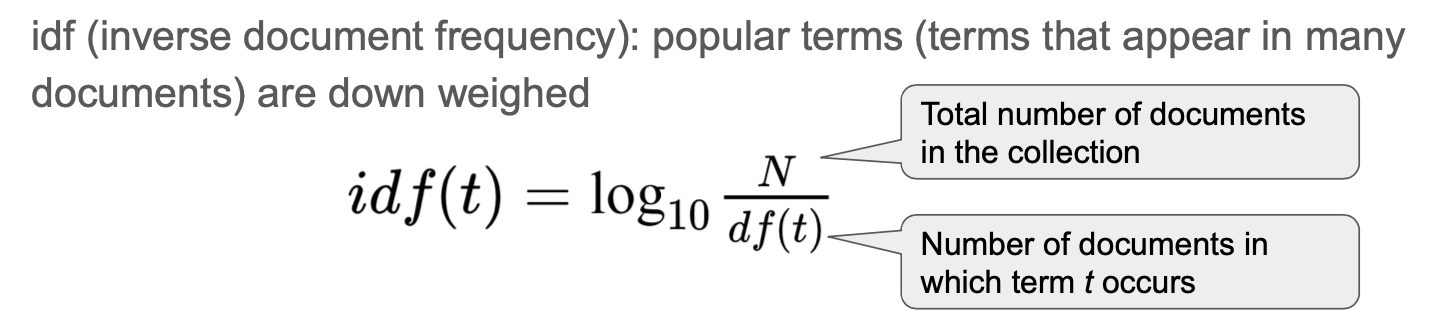 idf (inverse document frequency): popular terms (terms that appear in many
documents) are down weighed
Total number of documents
in the collection
idf(t) = log₁₀ N / df(t)
Number of documents in
which term t occurs